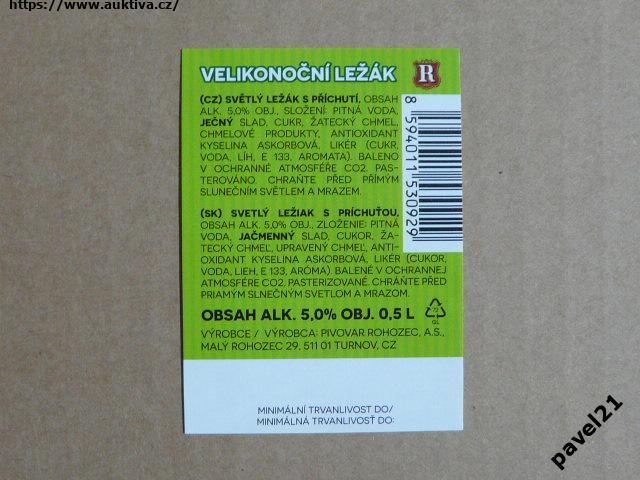 https://www.auktiva.cz/
VELIKONOČNÍ LEŽÁK
R
(CZ) SVĚTLÝ LEŽÁK S PŘÍCHUTÍ, OBSAH
ALK. 5,0% OBJ., SLOŽENÍ: PITNÁ VODA,
JEČNÝ SLAD, CUKR, ŽATECKÝ CHMEL,
CHMELOVÉ PRODUKTY, ANTIOXIDANT
KYSELINA ASKORBOVÁ, LIKÉR (CUKR,
VODA, LÍH, E 133, AROMATA). BALENO
V OCHRANNÉ ATMOSFÉŘE CO2. PAS-
TEROVÁNO. CHRAŇTE PŘED PŘÍMÝM
SLUNEČNÍM SVĚTLEM A MRAZEM.
8 594011 530929
(SK) SVETLÝ LEŽIAK S PRÍCHUŤOU,
OBSAH ALK. 5,0% OBJ., ZLOŽENIE: PITNÁ
VODA, JAČMENNÝ SLAD, CUKOR, ŽA-
TECKÝ CHMEĽ, UPRAVENÝ CHMEĽ, ANTI-
OXIDANT KYSELINA ASKORBOVÁ, LIKÉR (CUKOR,
VODA, LIEH, E 133, ARÓMA). BALENÉ V OCHRANNEJ
ATMOSFÉRE CO2. PASTERIZOVANÉ. CHRÁŇTE PRED
PRIAMYM SLNEČNÝM SVETLOM A MRAZOM.
OBSAH ALK. 5,0% OBJ. 0,5 L
GL
VÝROBCE / VÝROBCA: PIVOVAR ROHOZEC, A.S.,
MALÝ ROHOZEC 29, 511 01 TURNOV, CZ
MINIMÁLNÍ TRVANLIVOST DO/
MINIMÁLNA TRVANLIVOSŤ DO:
pavel21